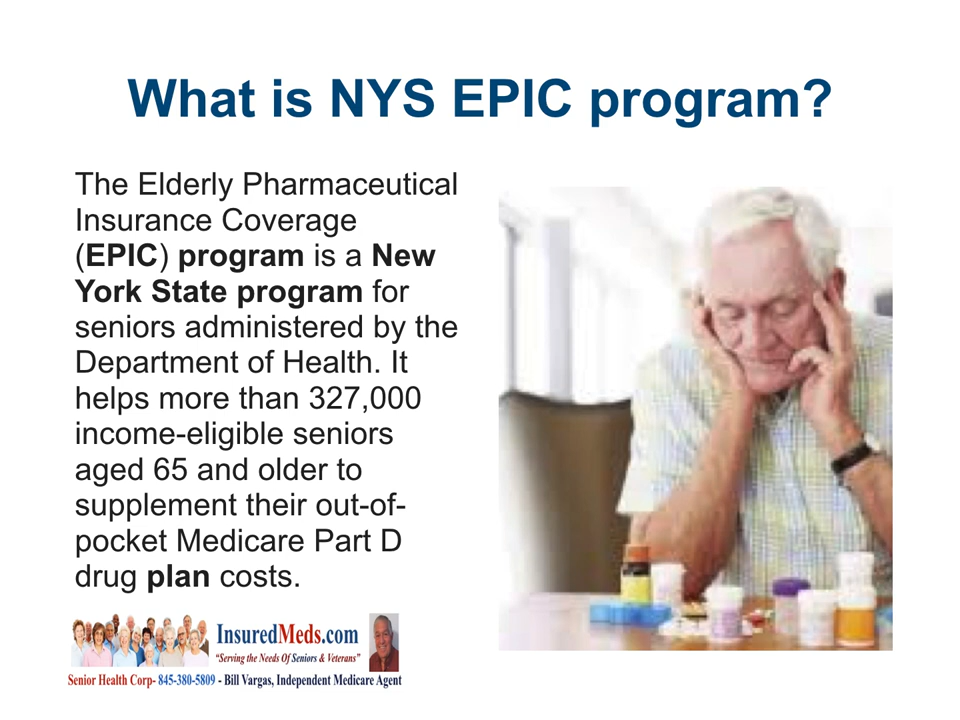 What is NYS EPIC program?
The Elderly Pharmaceutical
Insurance Coverage
(EPIC) program is a New
York State program for
seniors administered by the
Department of Health. It
helps more than 327,000
income-eligible seniors
aged 65 and older to
supplement their out-of-
pocket Medicare Part D
drug plan costs.
InsuredMeds.com
“Serving the Needs Of Seniors & Veterans”
Senior Health Corp- 845-380-5809 - Bill Vargas, Independent Medicare Agent